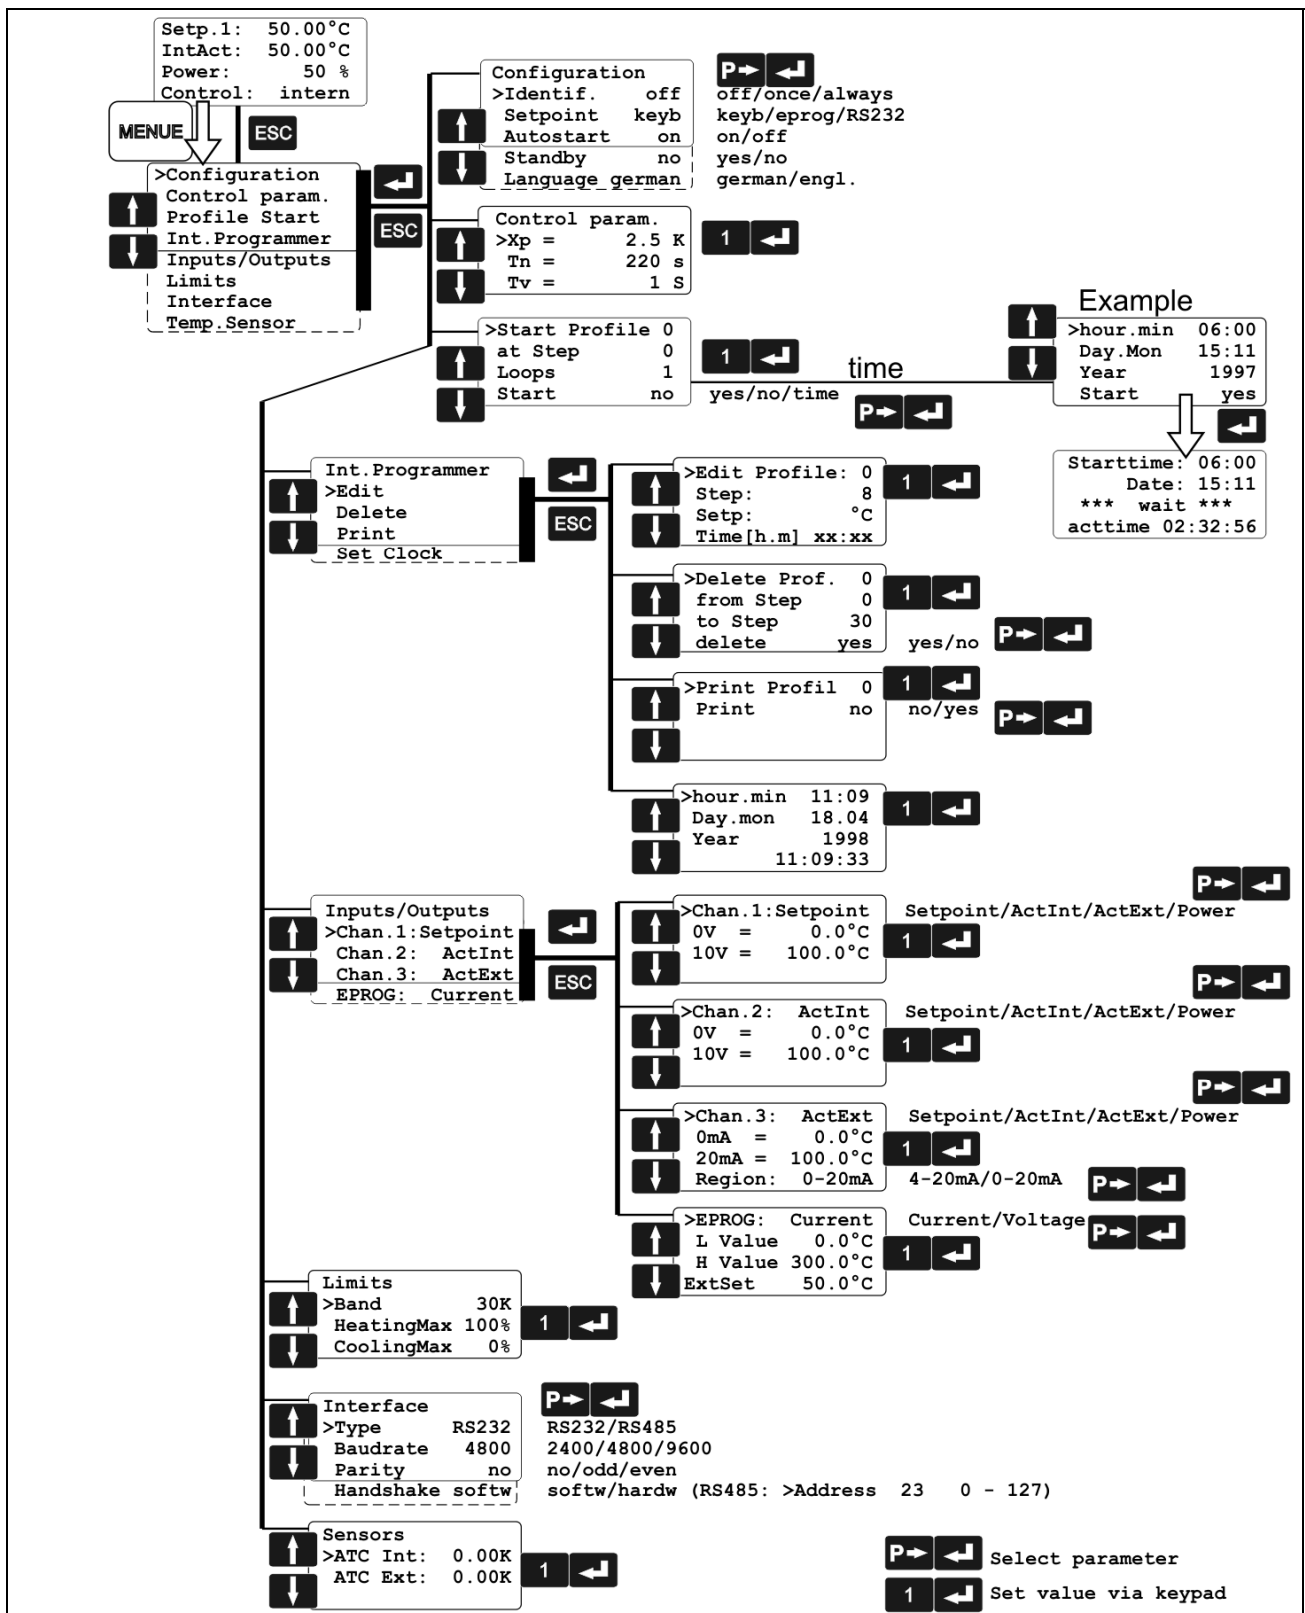 Setp.1: 50.00°C
IntAct: 50.00°C
Power: 50 %
Control: intern
MENUE
ESC
>Configuration
Control param.
Profile Start
Int.Programmer
Inputs/Outputs
Limits
Interface
Temp.Sensor
ESC
Configuration
>Identif. off
Setpoint keyb
Autostart on
Standby no
Language german
P
off/once/always
keyb/eprog/RS232
on/off
yes/no
german/engl.
Control param.
>Xp = 2.5 K
Tn = 220 s
Tv = 1 S
1
>Start Profile 0
at Step 0
Loops 1
Start no
1
yes/no/time
time
P
Example
>hour.min 06:00
Day.Mon 15:11
Year 1997
Start yes
Starttime: 06:00
Date: 15:11
*** wait ***
acttime 02:32:56
Int.Programmer
>Edit
Delete
Print
Set Clock
ESC
>Edit Profile: 0
Step: 8
Setp: °C
Time[h.m] xx:xx
1
>Delete Prof. 0
from Step 0
to Step 30
delete yes
1
yes/no
P
>Print Profil 0
Print no
1
no/yes
P
>hour.min 11:09
Day.mon 18.04
Year 1998
11:09:33
1
Inputs/Outputs
>Chan.1:Setpoint
Chan.2: ActInt
Chan.3: ActExt
EPROG: Current
ESC
P
>Chan.1:Setpoint
0V = 0.0°C
10V = 100.0°C
Setpoint/ActInt/ActExt/Power
1
P
>Chan.2: ActInt
0V = 0.0°C
10V = 100.0°C
Setpoint/ActInt/ActExt/Power
1
P
>Chan.3: ActExt
0mA = 0.0°C
20mA = 100.0°C
Region: 0-20mA
Setpoint/ActInt/ActExt/Power
1
4-20mA/0-20mA
P
>EPROG: Current
L Value 0.0°C
H Value 300.0°C
ExtSet 50.0°C
Current/Voltage
P
1
Limits
>Band 30K
HeatingMax 100%
CoolingMax 0%
1
Interface
>Type RS232
Baudrate 4800
Parity no
Handshake softw
P
RS232/RS485
2400/4800/9600
no/odd/even
softw/hardw (RS485: >Address 23 0 - 127)
Sensors
>ATC Int: 0.00K
ATC Ext: 0.00K
1
P
Select parameter
1
Set value via keypad